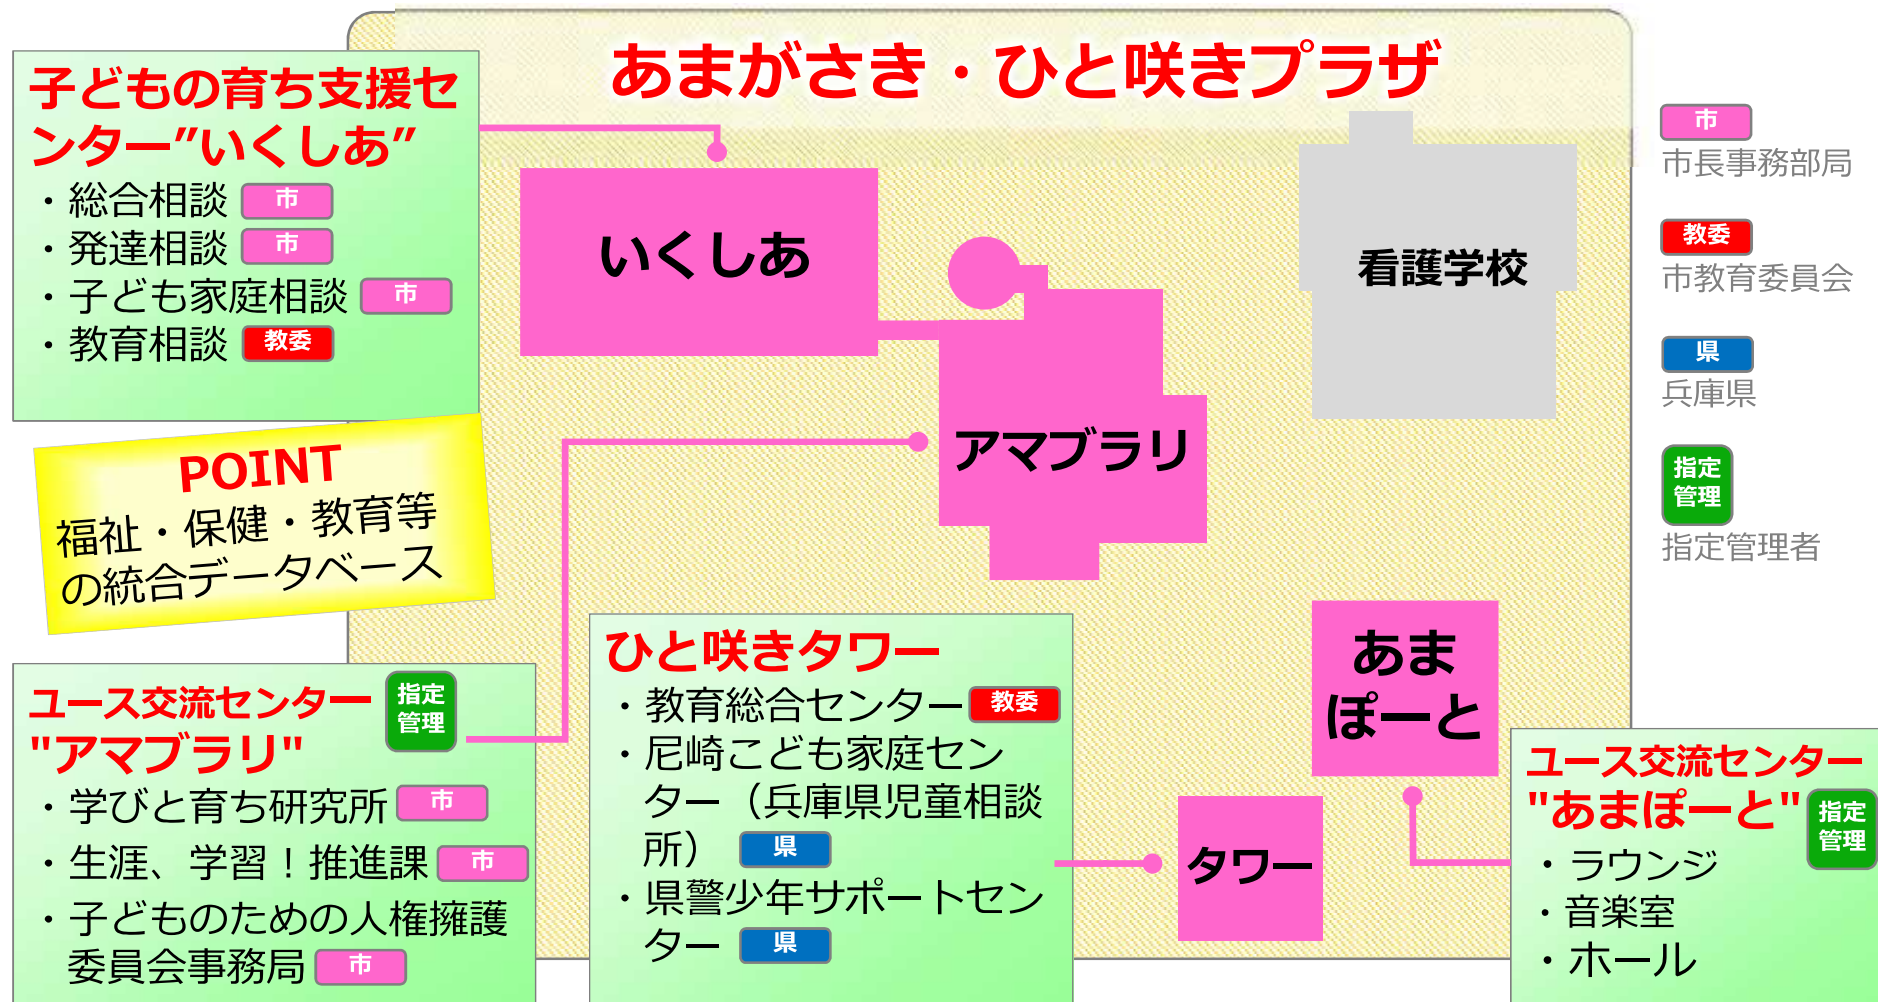 あまがさき・ひと咲きプラザ
子どもの育ち支援セ
ンター”いくしあ”
・総合相談 市
・発達相談 市
・子ども家庭相談 市
・教育相談 教委
POINT
福祉・保健・教育等
の統合データベース
いくしあ
アマブラリ
看護学校
あま
ぽーと
タワー
市
市長事務部局
教委
市教育委員会
県
兵庫県
指定
管理
指定管理者
ユース交流センター
"アマブラリ"
指定
管理
・学びと育ち研究所 市
・生涯、学習！推進課 市
・子どものための人権擁護
委員会事務局 市
ひと咲きタワー
・教育総合センター 教委
・尼崎こども家庭セン
ター（兵庫県児童相談
所） 県
・県警少年サポートセン
ター 県
ユース交流センター
"あまぽーと"
指定
管理
・ラウンジ
・音楽室
・ホール